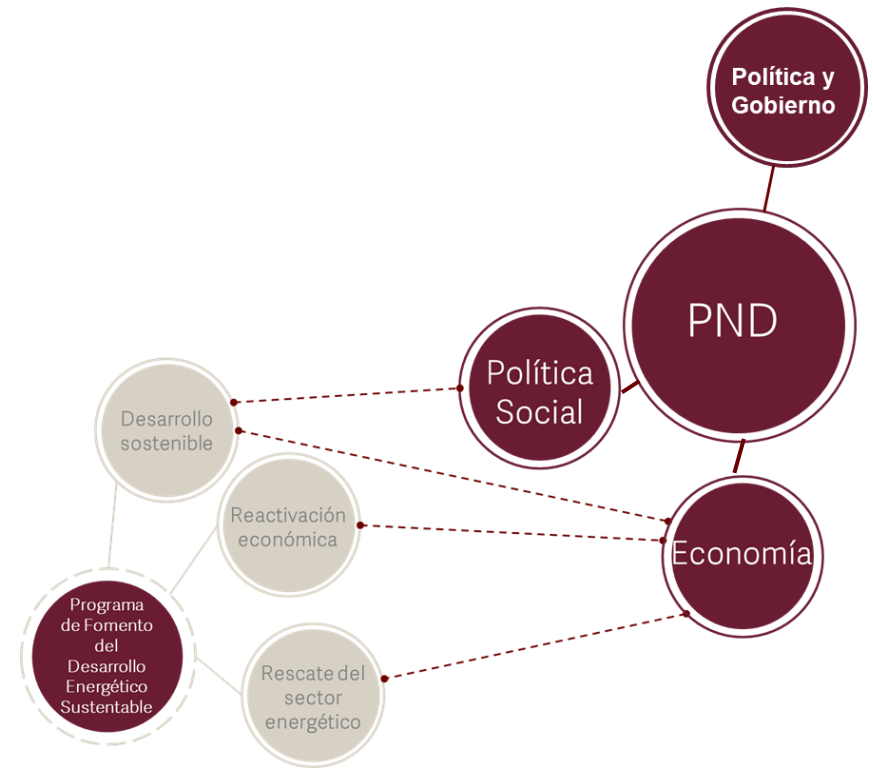 Política y
Gobierno
PND
Política
Social
Desarrollo
sostenible
Reactivación
económica
Economía
Programa
de Fomento
del
Desarrollo
Energético
Sustentable
Rescate del
sector
energético